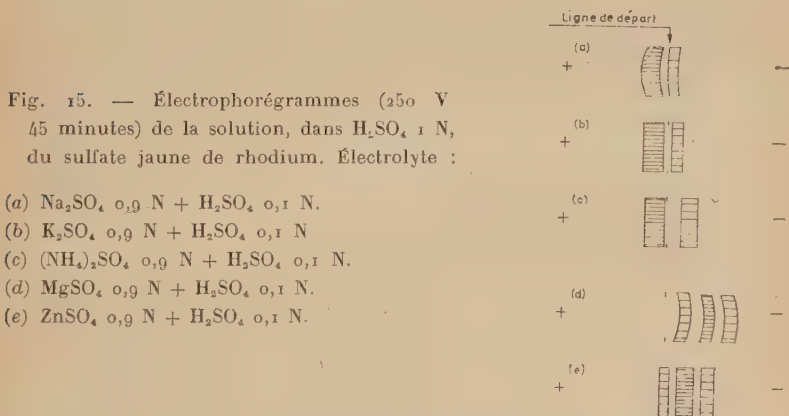 Ligne de départ
Fig. 15. — Électrophorégrammes (250 V
45 minutes) de la solution, dans H₂SO₄ 1 N,
du sulfate jaune de rhodium. Électrolyte :
(a) Na₂SO₄ 0,9 N + H₂SO₄ 0,1 N.
(b) K₂SO₄ 0,9 N + H₂SO₄ 0,1 N
(c) (NH₄)₂SO₄ 0,9 N + H₂SO₄ 0,1 N.
(d) MgSO₄ 0,9 N + H₂SO₄ 0,1 N.
(e) ZnSO₄ 0,9 N + H₂SO₄ 0,1 N.
(a)
+ −
(b)
+ −
(c)
+ −
(d)
+ −
(e)
+ −